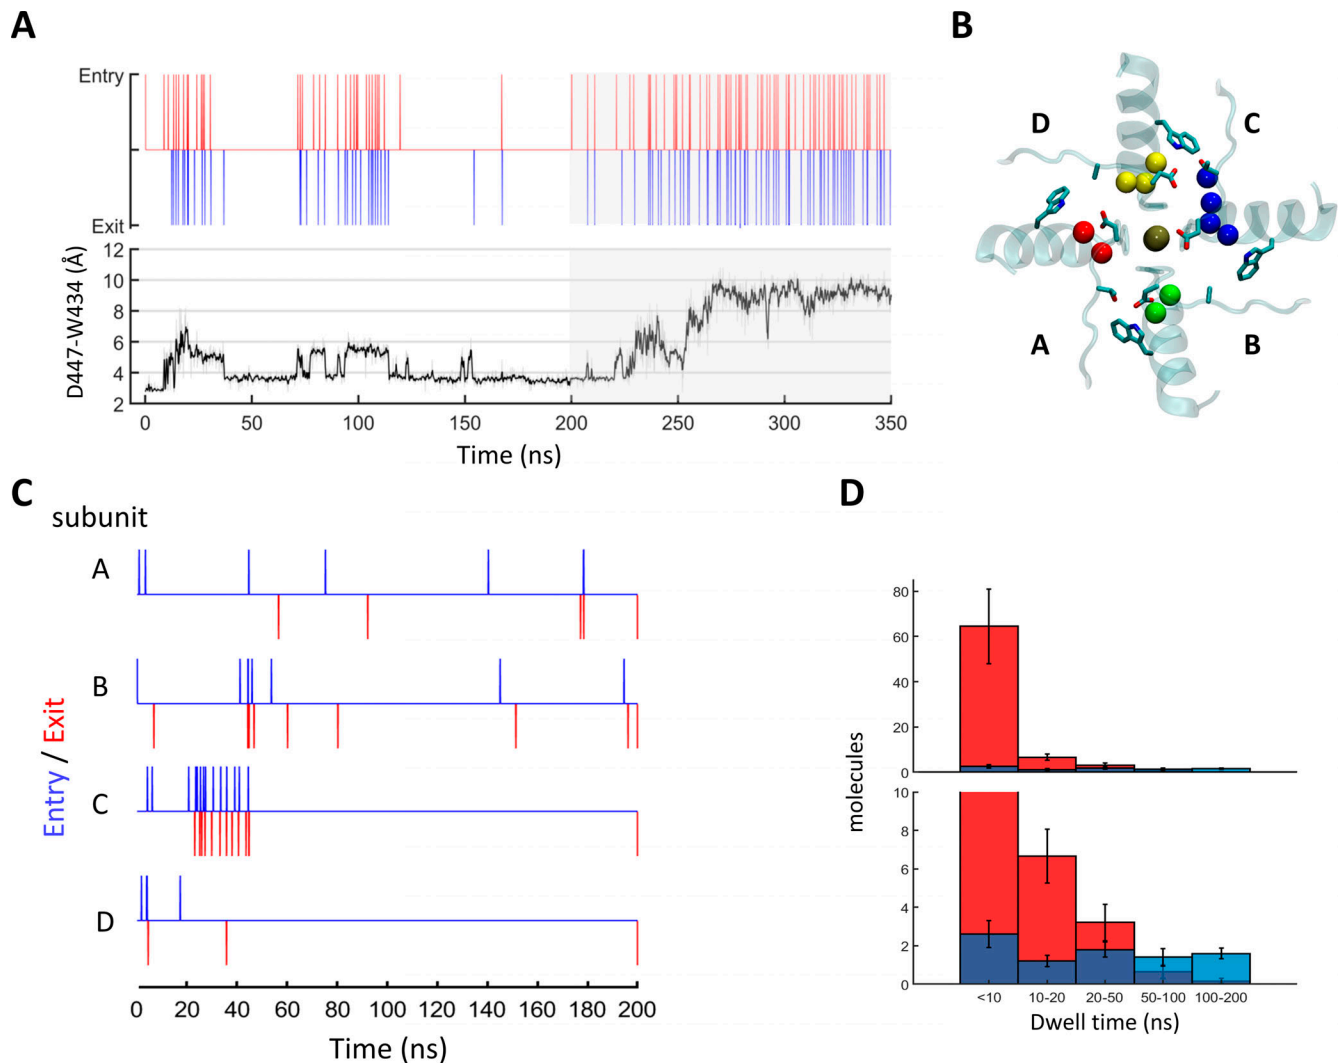 A
Entry
Exit
D447-W434 (Å)
12
10
8
6
4
2
0 50 100 150 200 250 300 350
Time (ns)
B
D C
A B
C
subunit
A
B
C
D
Entry / Exit
0 20 40 60 80 100 120 140 160 180 200
Time (ns)
D
molecules
80
60
40
20
0
10
8
6
4
2
0
<10 10-20 20-50 50-100 100-200
Dwell time (ns)